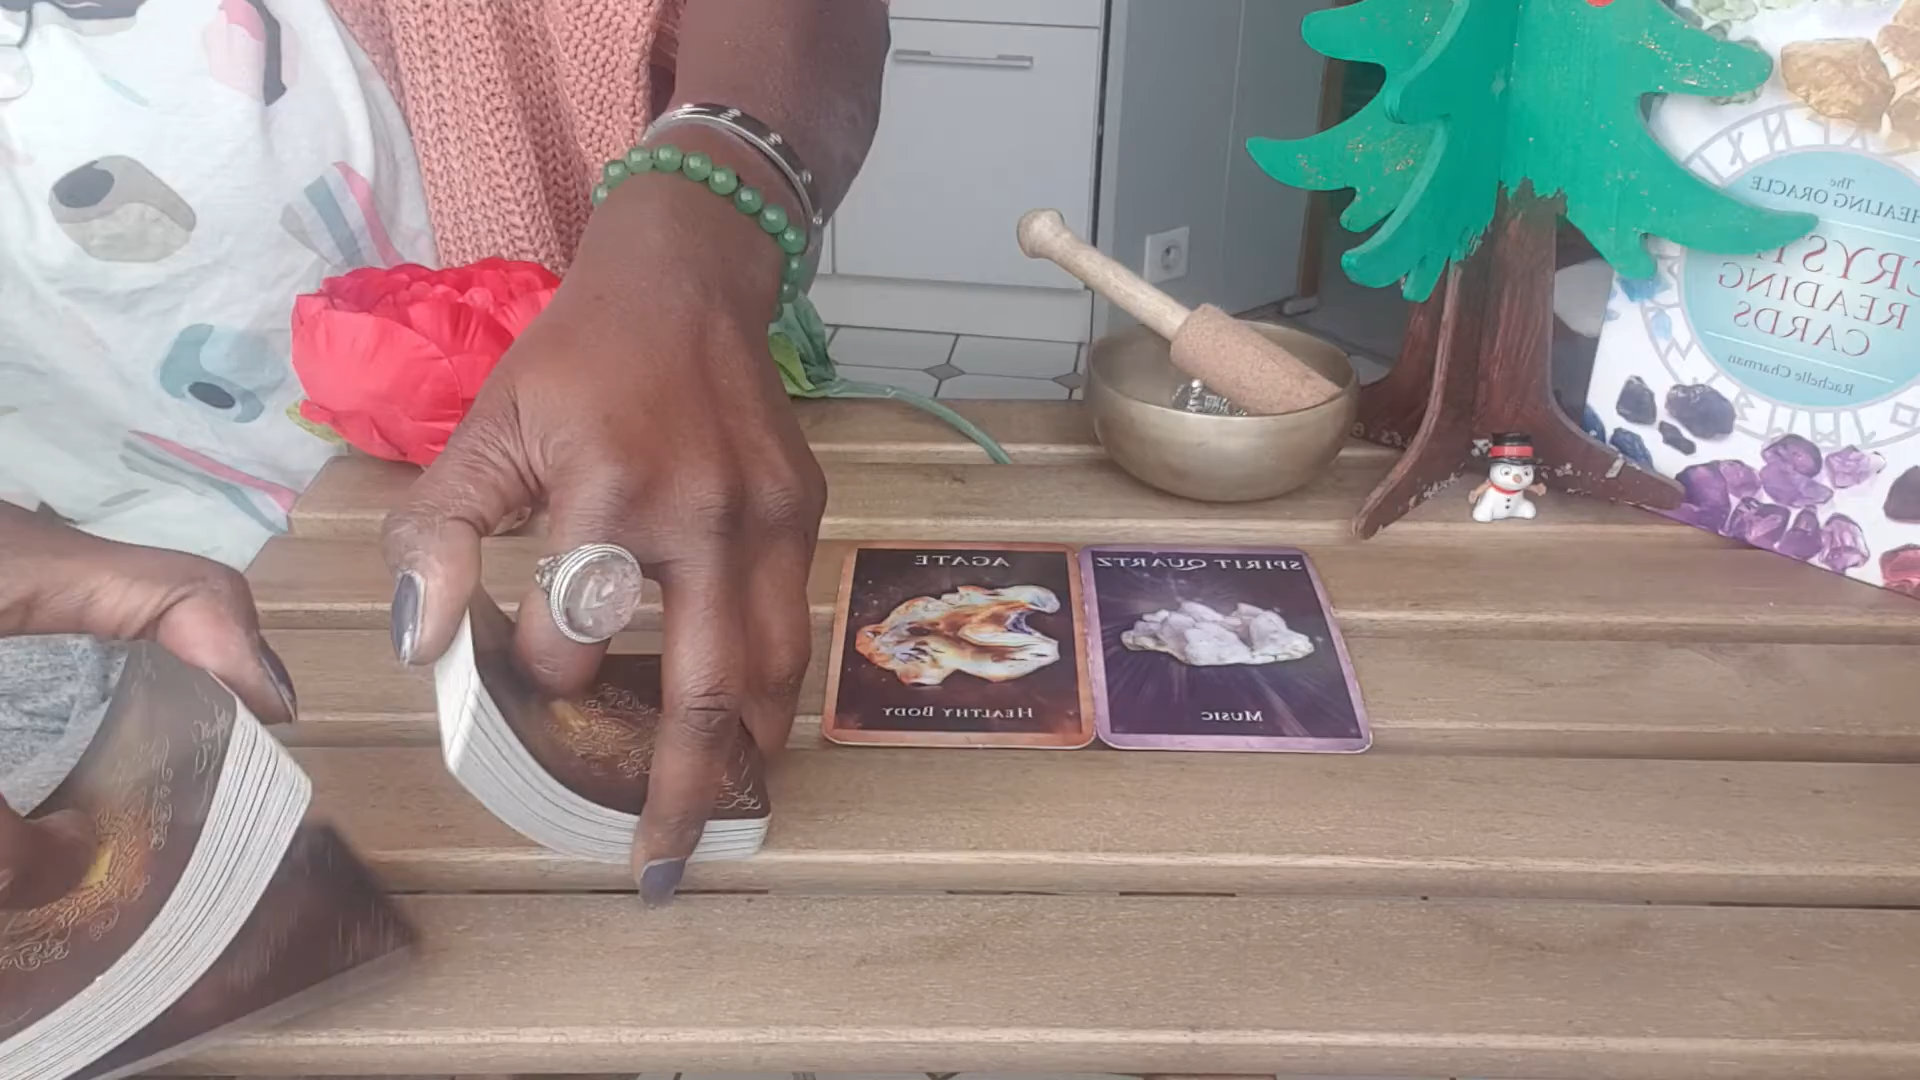 AGATE
HEALTHY BODY
SPIRIT QUARTZ
MUSIC
The
HEALING ORACLE
READING
CARDS
Rachelle Charman